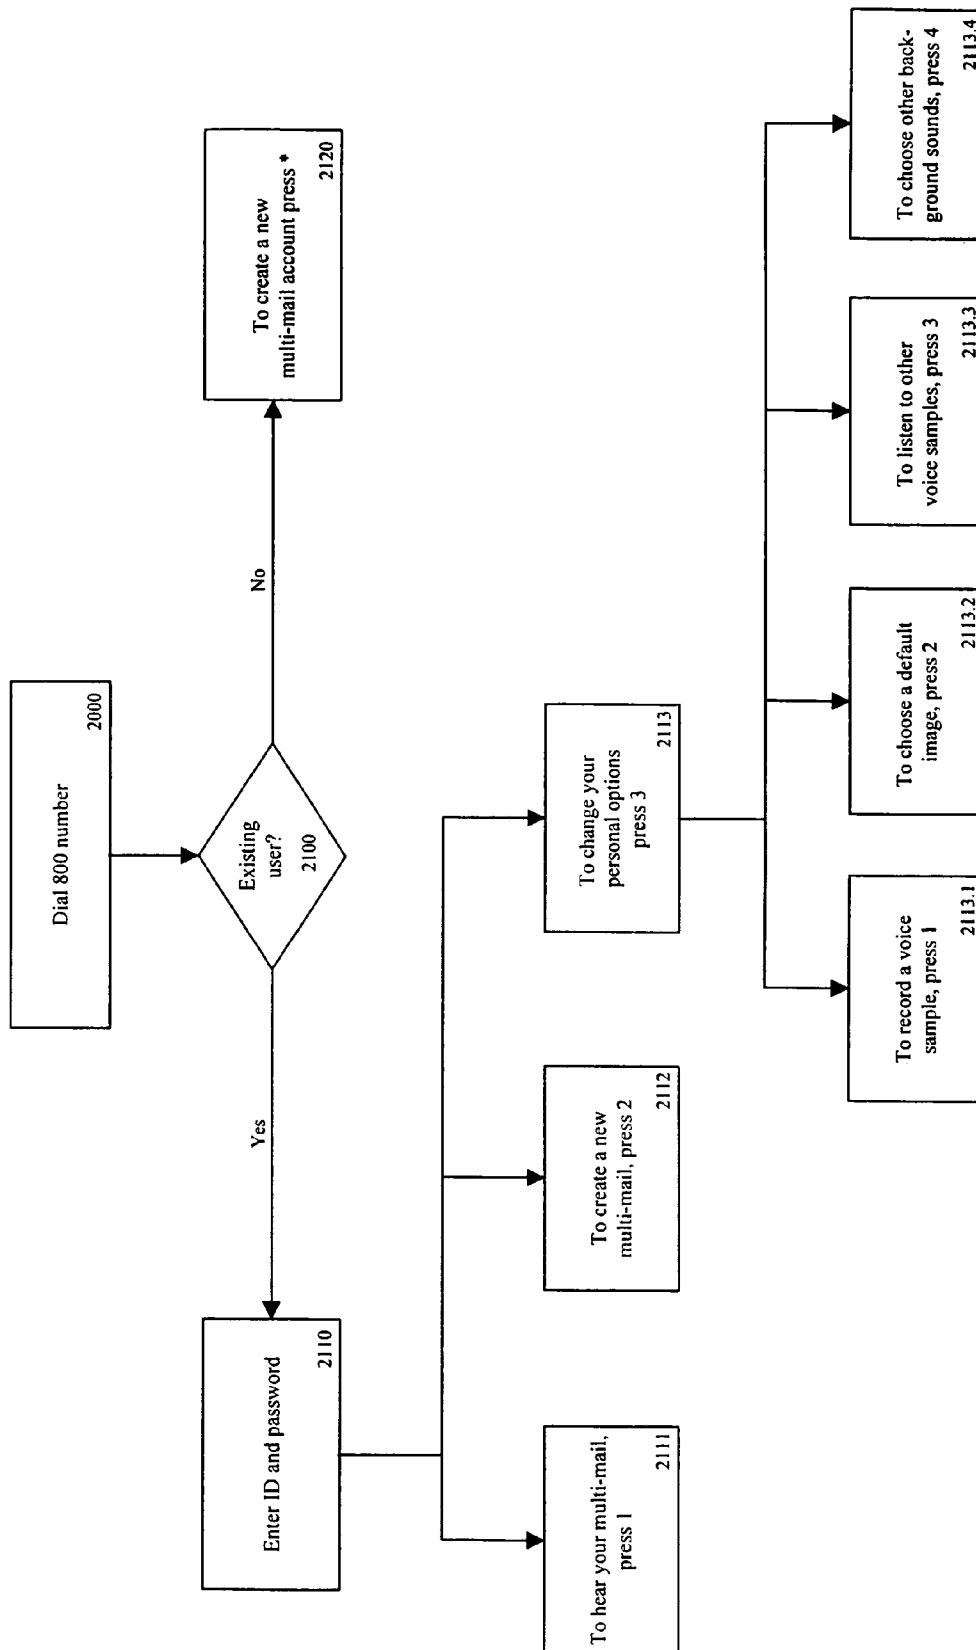 Dial 800 number
2000
Existing
user?
2100
Yes
No
Enter ID and password
2110
To create a new
multi-mail account press *
2120
To hear your multi-mail,
press 1
2111
To create a new
multi-mail, press 2
2112
To change your
personal options
press 3
2113
To record a voice
sample, press 1
2113.1
To choose a default
image, press 2
2113.2
To listen to other
voice samples, press 3
2113.3
To choose other back-
ground sounds, press 4
2113.4